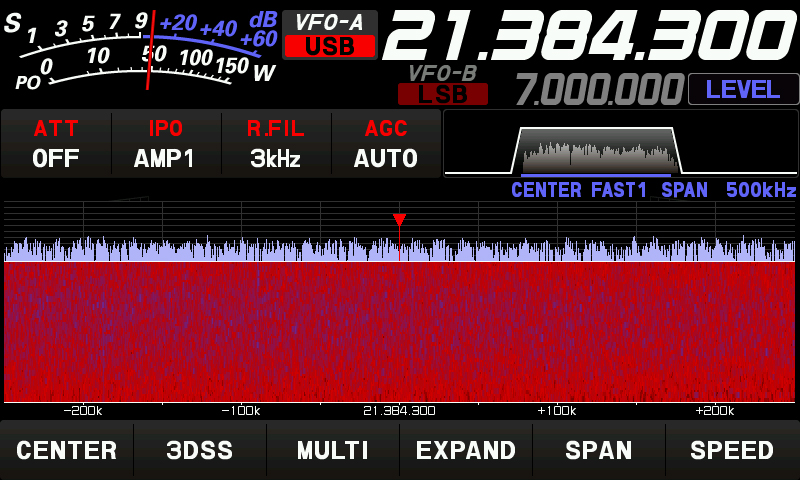 S 1 3 5 7 9 +20 +40 +60 dB
PO 0 10 50 100 150 W
VFO-A USB 21.384.300
VFO-B LSB 7.000.000 LEVEL
ATT IPO R.FIL AGC
OFF AMP1 3kHz AUTO
CENTER FAST1 SPAN 500kHz
-200k -100k 21.384.300 +100k +200k
CENTER 3DSS MULTI EXPAND SPAN SPEED